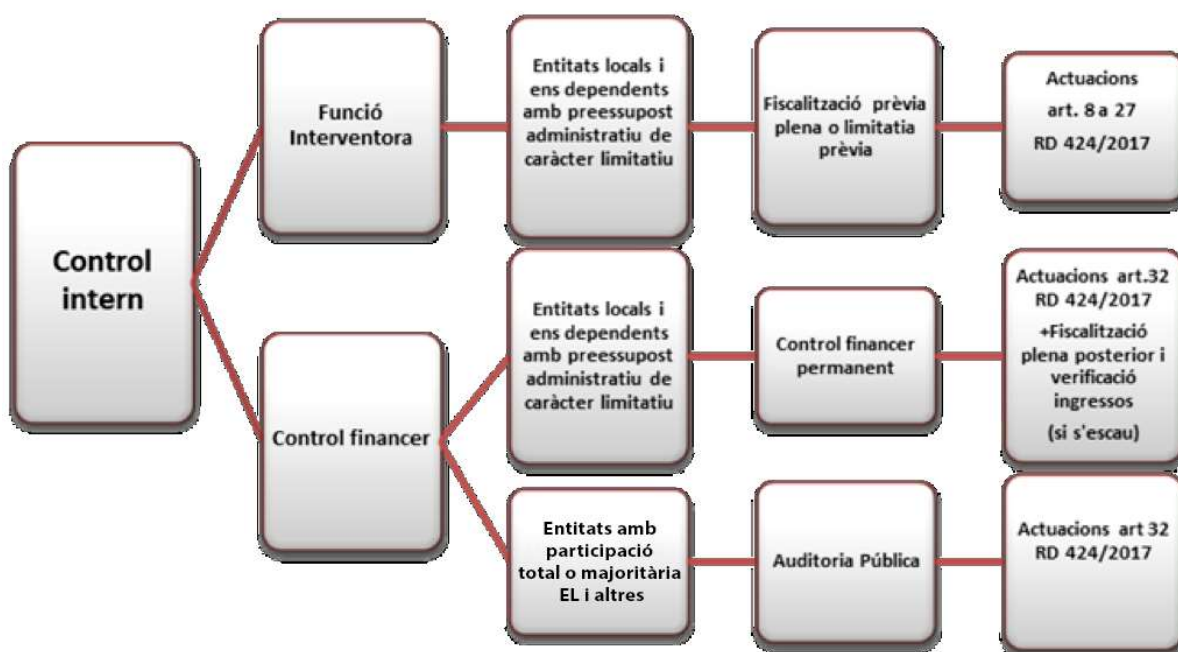 Control
intern
Funció
Interventora
Entitats locals i
ens dependents
amb preessupost
administratiu de
caràcter limitatiu
Fiscalització prèvia
plena o limitatia
prèvia
Actuacions
art. 8 a 27
RD 424/2017
Control financer
Entitats locals i
ens dependents
amb preessupost
administratiu de
caràcter limitatiu
Control financer
permanent
Actuacions art.32
RD 424/2017
+Fiscalització
plena posterior i
verificació
ingressos
(si s'escau)
Entitats amb
participació
total o majoritària
EL i altres
Auditoria Pública
Actuacions art 32
RD 424/2017